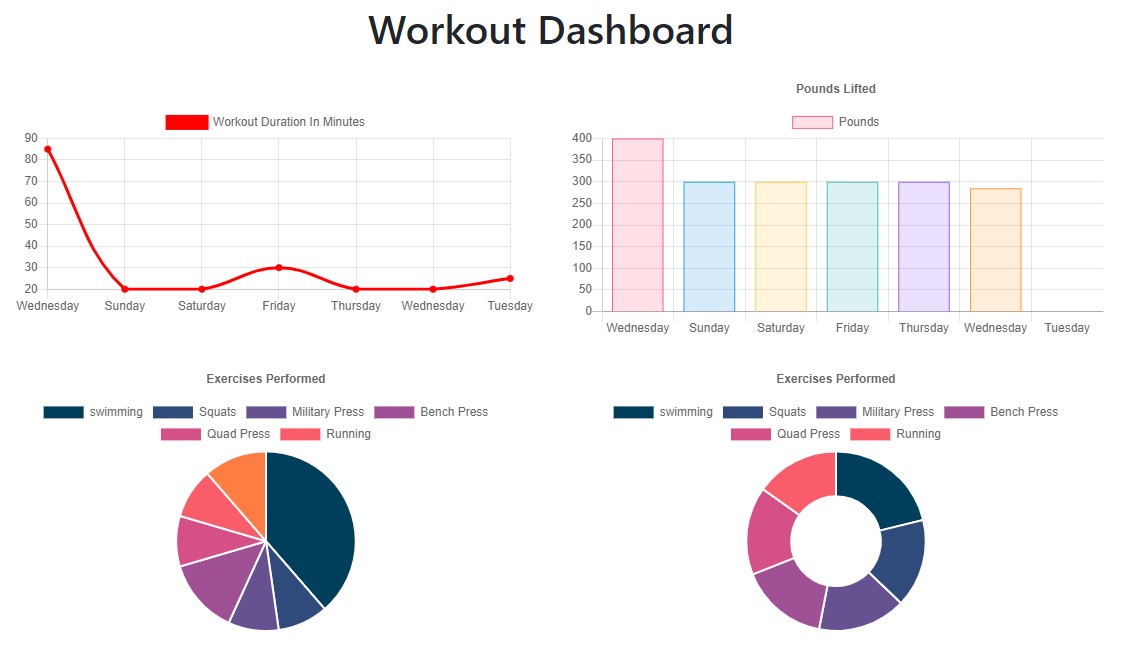 Workout Dashboard
Workout Duration In Minutes
90
80
70
60
50
40
30
20
Wednesday Sunday Saturday Friday Thursday Wednesday Tuesday
Pounds Lifted
Pounds
400
350
300
250
200
150
100
50
0
Wednesday Sunday Saturday Friday Thursday Wednesday Tuesday
Exercises Performed
swimming Squats Military Press Bench Press
Quad Press Running
Exercises Performed
swimming Squats Military Press Bench Press
Quad Press Running